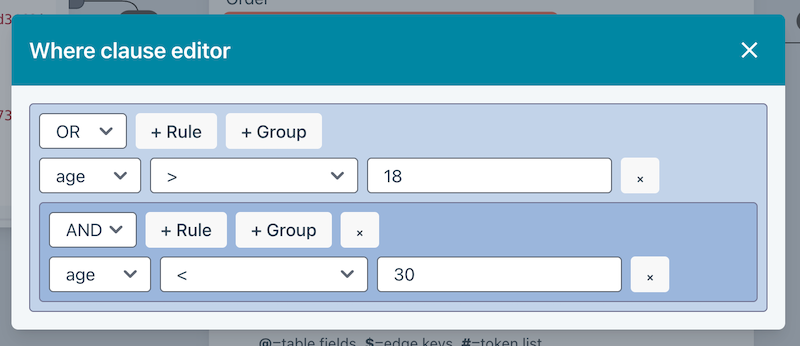 Order
Where clause editor
OR + Rule + Group
age > 18 ×
AND + Rule + Group ×
age < 30 ×
@=table fields, $=edge keys, #=token list